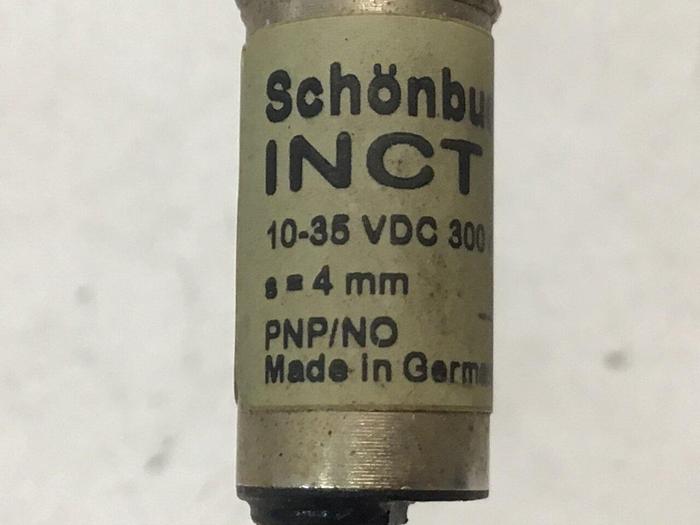 Schönbu
INCT
10-35 VDC 300
s = 4 mm
PNP/NO
Made in Germa